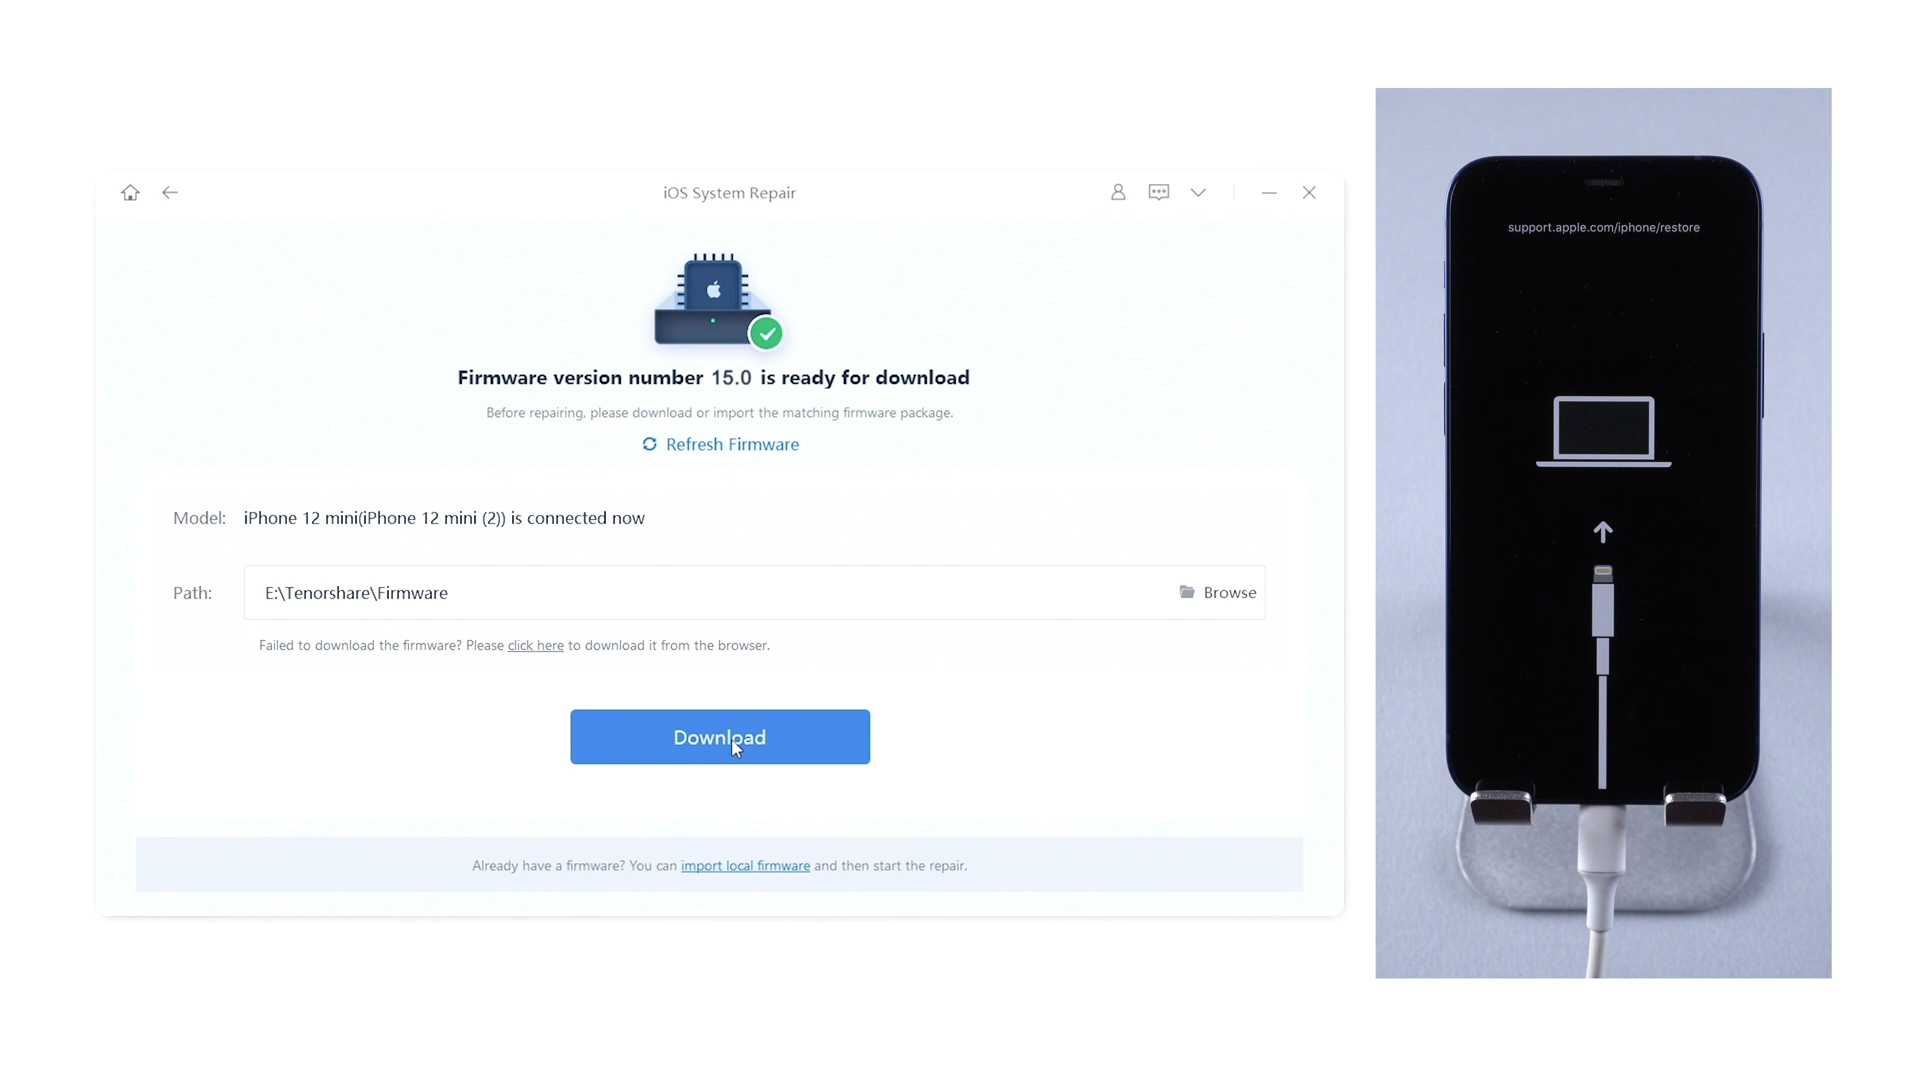 iOS System Repair
Firmware version number 15.0 is ready for download
Before repairing, please download or import the matching firmware package.
Refresh Firmware
Model: iPhone 12 mini(iPhone 12 mini (2)) is connected now
Path: E:\Tenorshare\Firmware Browse
Failed to download the firmware? Please click here to download it from the browser.
Download
Already have a firmware? You can import local firmware and then start the repair.
support.apple.com/iphone/restore